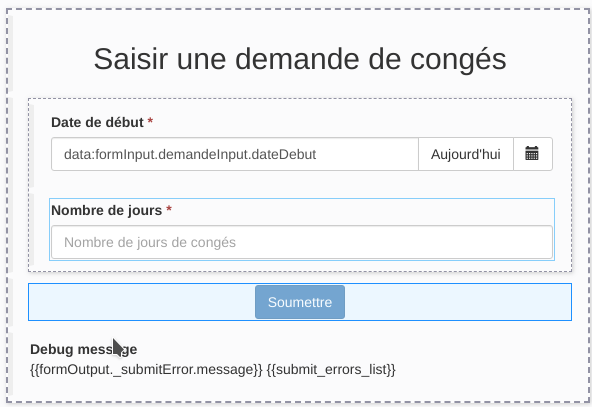 Saisir une demande de congés
Date de début *
data:formInput.demandeInput.dateDebut Aujourd'hui
Nombre de jours *
Nombre de jours de congés
Soumettre
Debug message
{{formOutput._submitError.message}} {{submit_errors_list}}